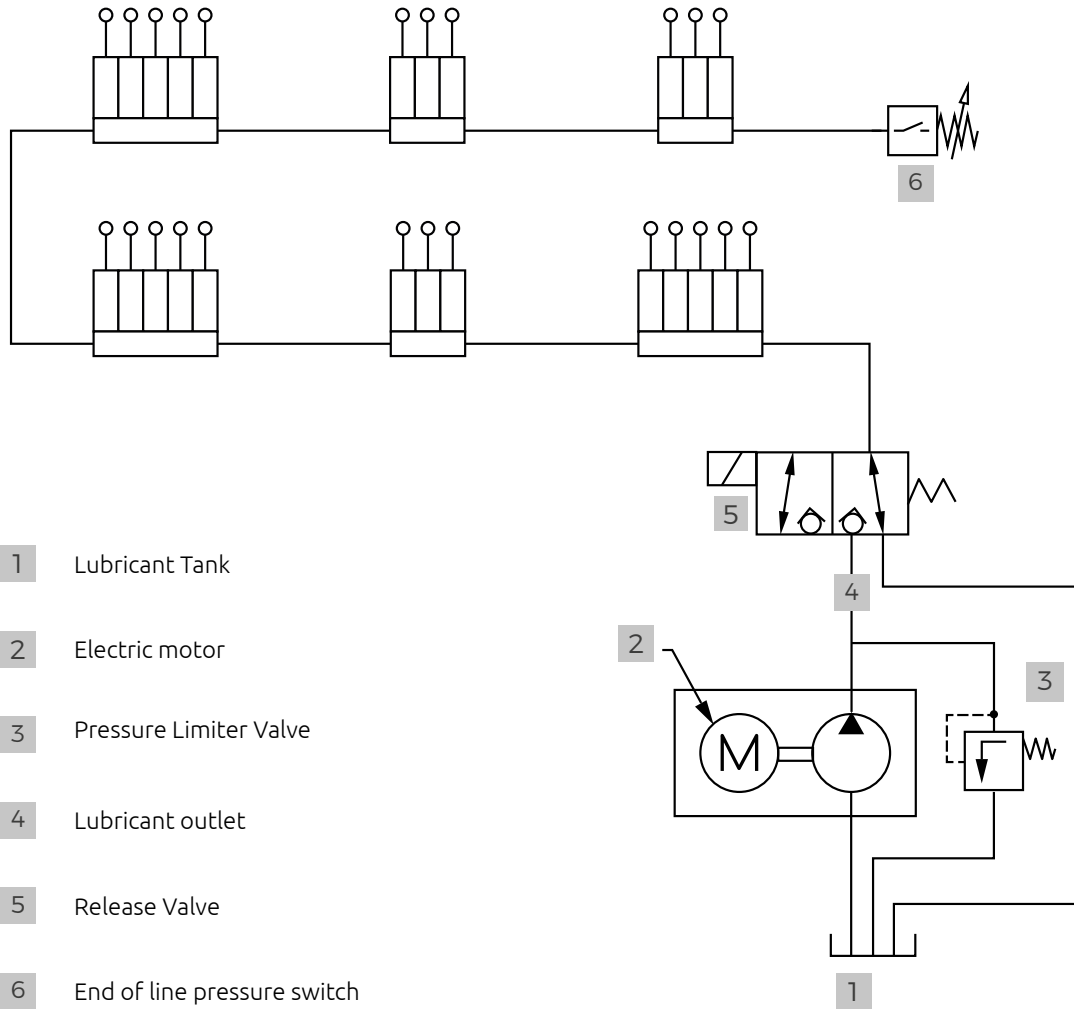 6
5
4
2
3
M
1
1 Lubricant Tank
2 Electric motor
3 Pressure Limiter Valve
4 Lubricant outlet
5 Release Valve
6 End of line pressure switch